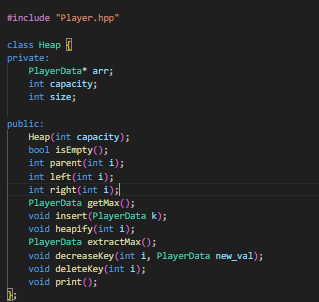 #include "Player.hpp"
class Heap {
private:
PlayerData* arr;
int capacity;
int size;
public:
Heap(int capacity);
bool isEmpty();
int parent(int i);
int left(int i);
int right(int i);
PlayerData getMax();
void insert(PlayerData k);
void heapify(int i);
PlayerData extractMax();
void decreaseKey(int i, PlayerData new_val);
void deleteKey(int i);
void print();
};